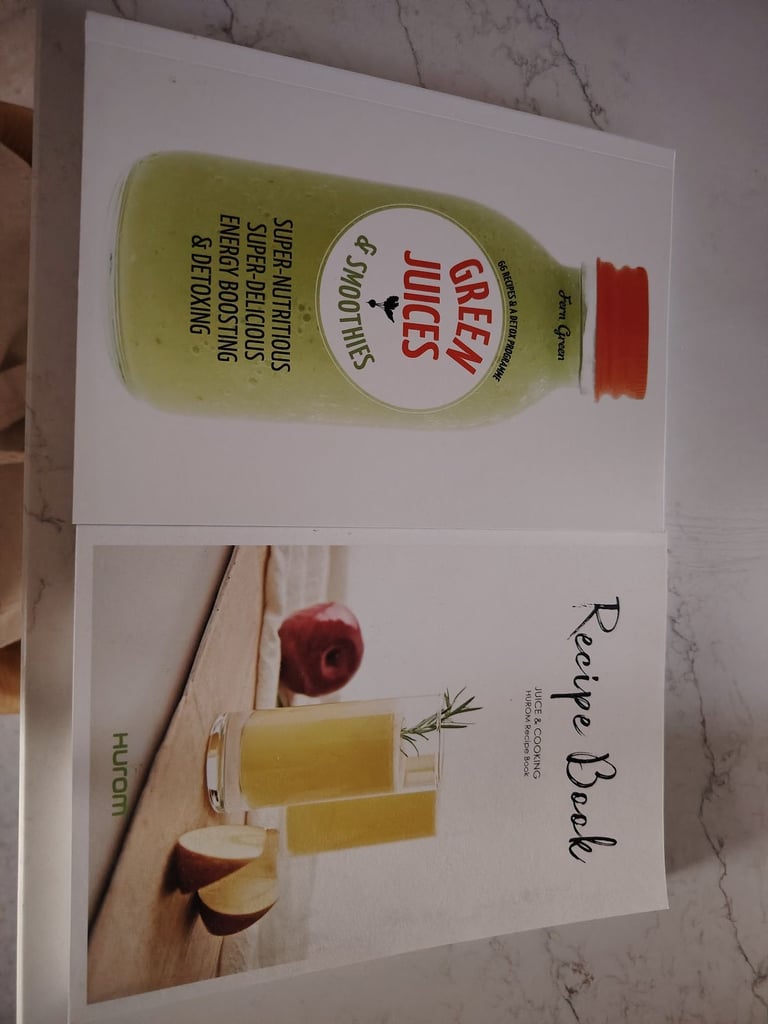 Fern Green
66 RECIPES & A DETOX PROGRAMME
GREEN
JUICES
& SMOOTHIES
SUPER-NUTRITIOUS
SUPER-DELICIOUS
ENERGY BOOSTING
& DETOXING
Recipe Book
JUICE & COOKING
HUROM Recipe Book
Hurom